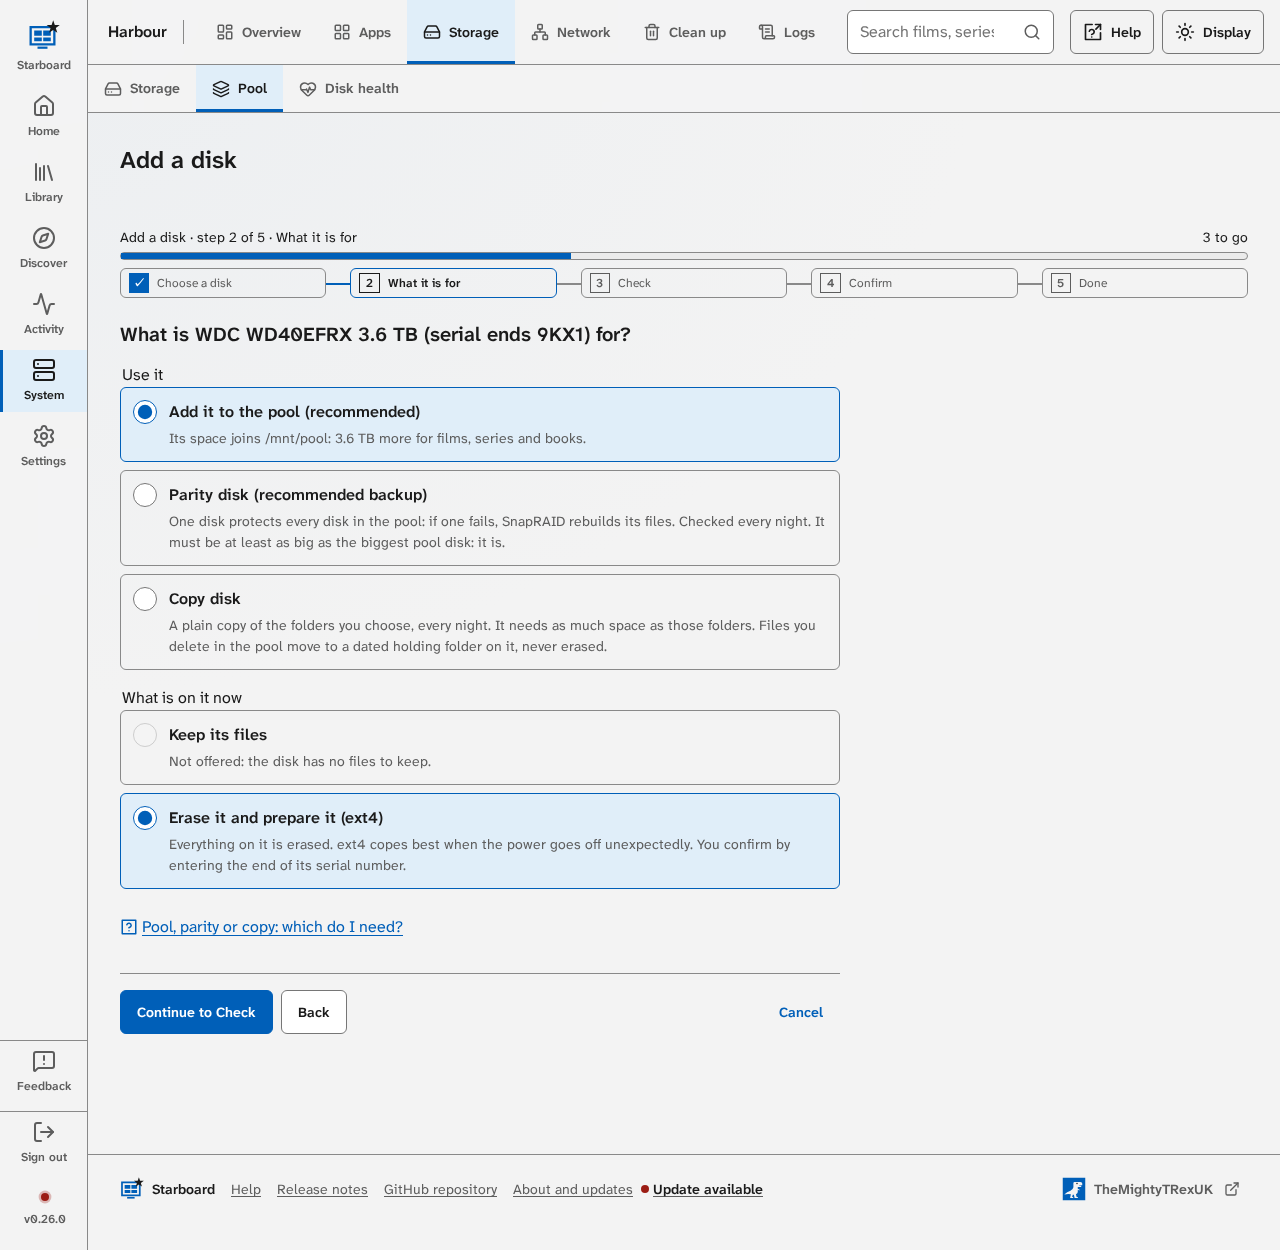 Starboard
Home
Library
Discover
Activity
System
Settings
Feedback
Sign out
v0.26.0
Harbour
Overview
Apps
Storage
Network
Clean up
Logs
Search films, series
Help
Display
Storage
Pool
Disk health
Add a disk
Add a disk · step 2 of 5 · What it is for
3 to go
✓ Choose a disk
2 What it is for
3 Check
4 Confirm
5 Done
What is WDC WD40EFRX 3.6 TB (serial ends 9KX1) for?
Use it
Add it to the pool (recommended)
Its space joins /mnt/pool: 3.6 TB more for films, series and books.
Parity disk (recommended backup)
One disk protects every disk in the pool: if one fails, SnapRAID rebuilds its files. Checked every night. It
must be at least as big as the biggest pool disk: it is.
Copy disk
A plain copy of the folders you choose, every night. It needs as much space as those folders. Files you
delete in the pool move to a dated holding folder on it, never erased.
What is on it now
Keep its files
Not offered: the disk has no files to keep.
Erase it and prepare it (ext4)
Everything on it is erased. ext4 copes best when the power goes off unexpectedly. You confirm by
entering the end of its serial number.
Pool, parity or copy: which do I need?
Continue to Check
Back
Cancel
Starboard
Help
Release notes
GitHub repository
About and updates
Update available
TheMightyTRexUK